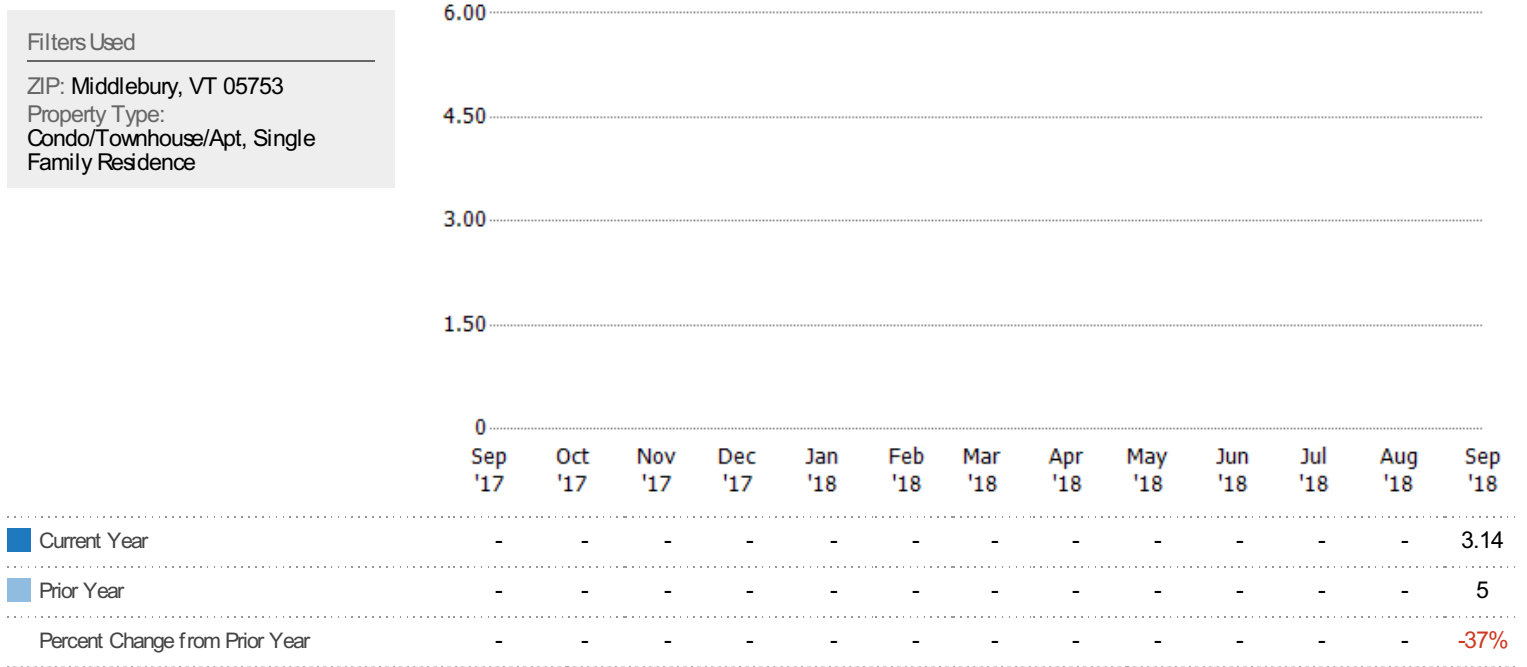 Filters Used
ZIP: Middlebury, VT 05753
Property Type:
Condo/Townhouse/Apt, Single
Family Residence
6.00
4.50
3.00
1.50
0
Sep Oct Nov Dec Jan Feb Mar Apr May Jun Jul Aug Sep
'17 '17 '17 '17 '18 '18 '18 '18 '18 '18 '18 '18 '18
Current Year - - - - - - - - - - - - 3.14
Prior Year - - - - - - - - - - - - 5
Percent Change from Prior Year - - - - - - - - - - - - -37%